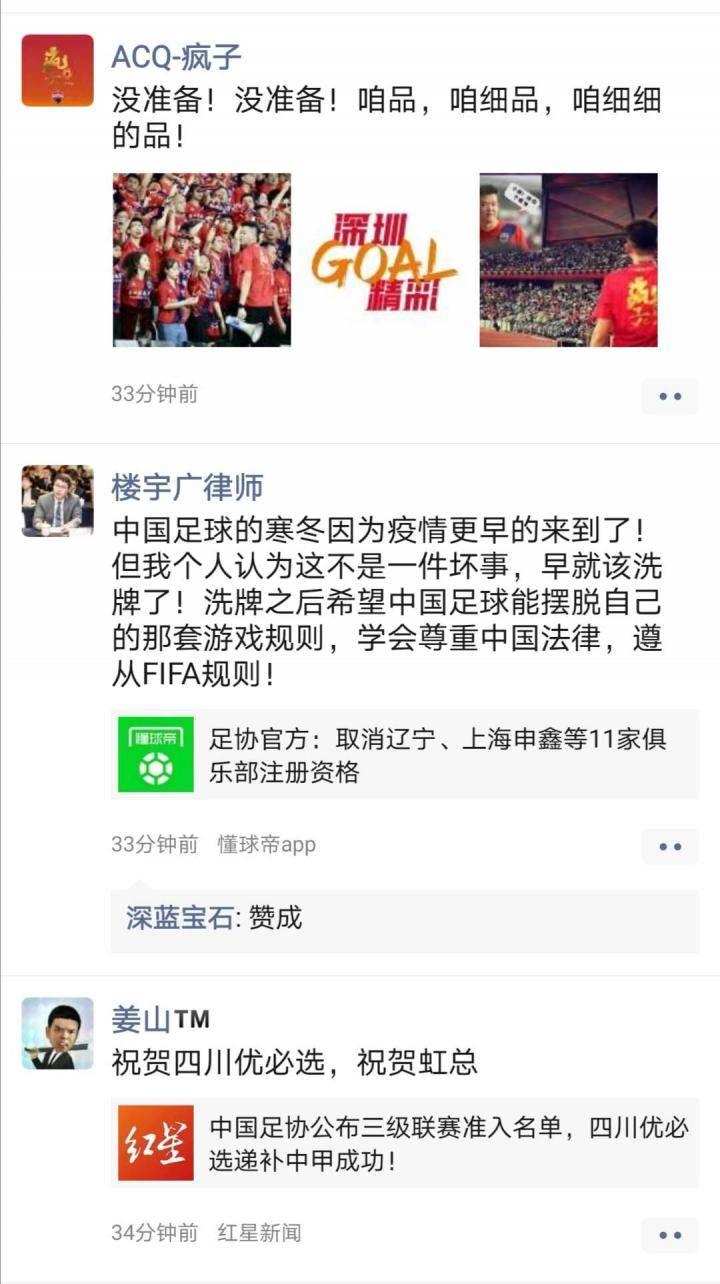 ACQ-疯子
没准备！没准备！咱品，咱细品，咱细细
的品！
深圳
GOAL
精彩
33分钟前
楼宇广律师
中国足球的寒冬因为疫情更早的来到了！
但我个人认为这不是一件坏事，早就该洗
牌了！洗牌之后希望中国足球能摆脱自己
的那套游戏规则，学会尊重中国法律，遵
从FIFA规则！
懂球帝
足协官方：取消辽宁、上海申鑫等11家俱
乐部注册资格
33分钟前 懂球帝app
深蓝宝石: 赞成
姜山TM
祝贺四川优必选，祝贺虹总
红星
中国足协公布三级联赛准入名单，四川优必
选递补中甲成功！
34分钟前 红星新闻